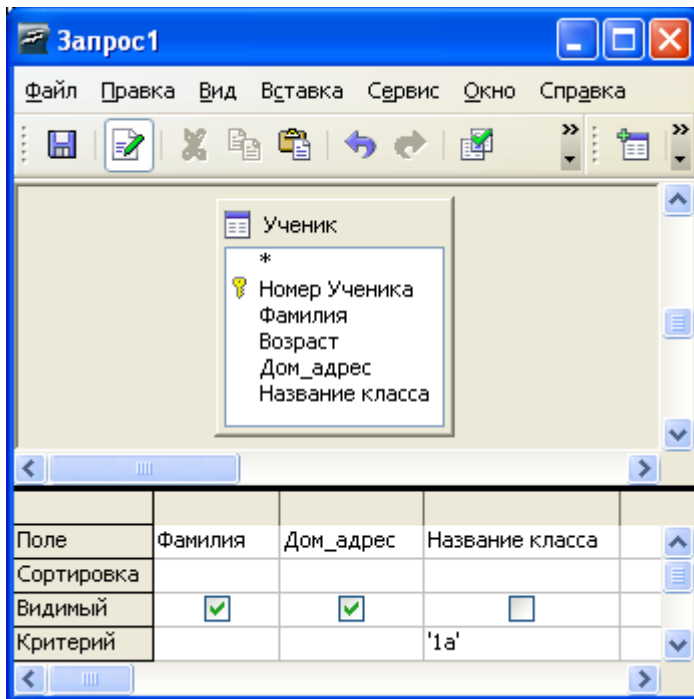 Запрос1
Файл Правка Вид Вставка Сервис Окно Справка
Ученик
*
Номер Ученика
Фамилия
Возраст
Дом_адрес
Название класса
Поле Фамилия Дом_адрес Название класса
Сортировка
Видимый
Критерий '1а'